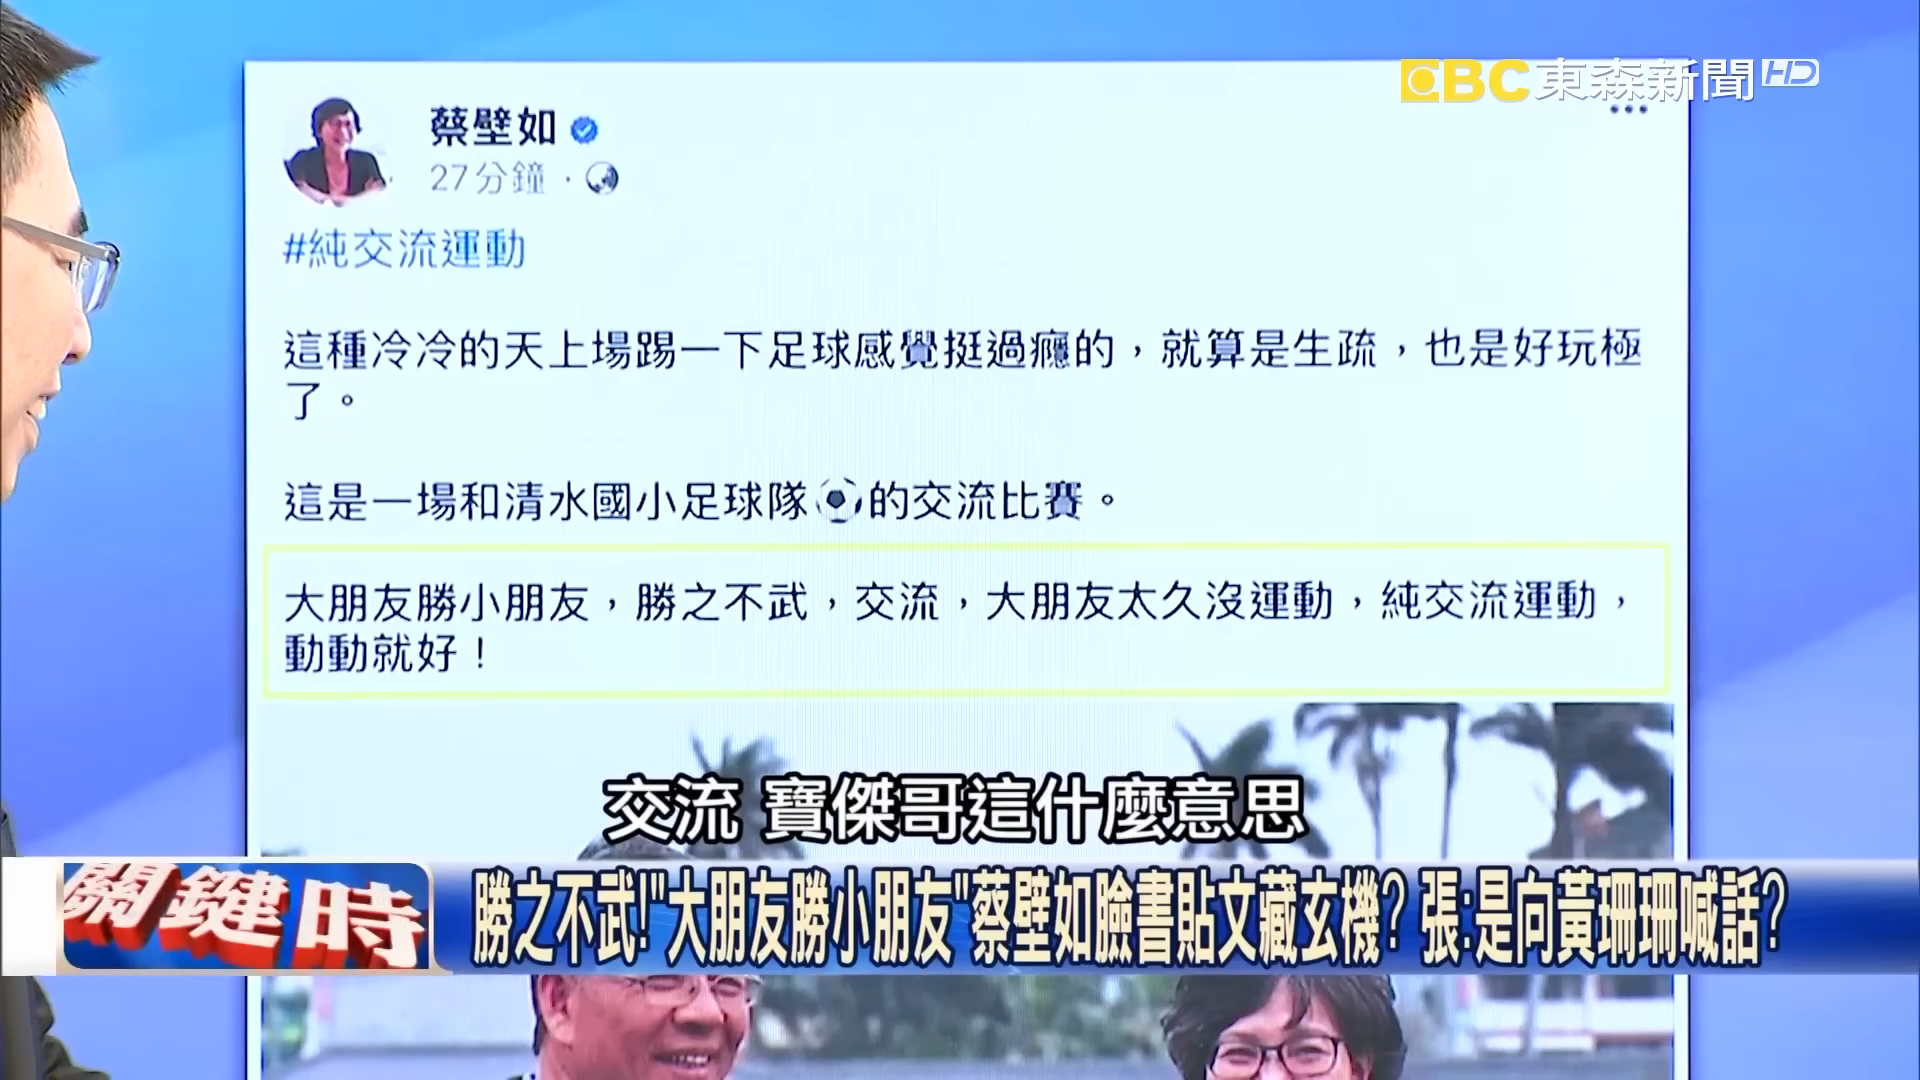 EBC 東森新聞 HD
蔡壁如
27分鐘 ·
#純交流運動
這種冷冷的天上場踢一下足球感覺挺過癮的，就算是生疏，也是好玩極
了。
這是一場和清水國小足球隊⚽的交流比賽。
大朋友勝小朋友，勝之不武，交流，大朋友太久沒運動，純交流運動，
動動就好！
交流 寶傑哥這什麼意思
關鍵時
勝之不武!"大朋友勝小朋友"蔡壁如臉書貼文藏玄機? 張:是向黃珊珊喊話?